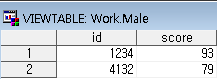 VIEWTABLE: Work.Male
id score
1 1234 93
2 4132 79